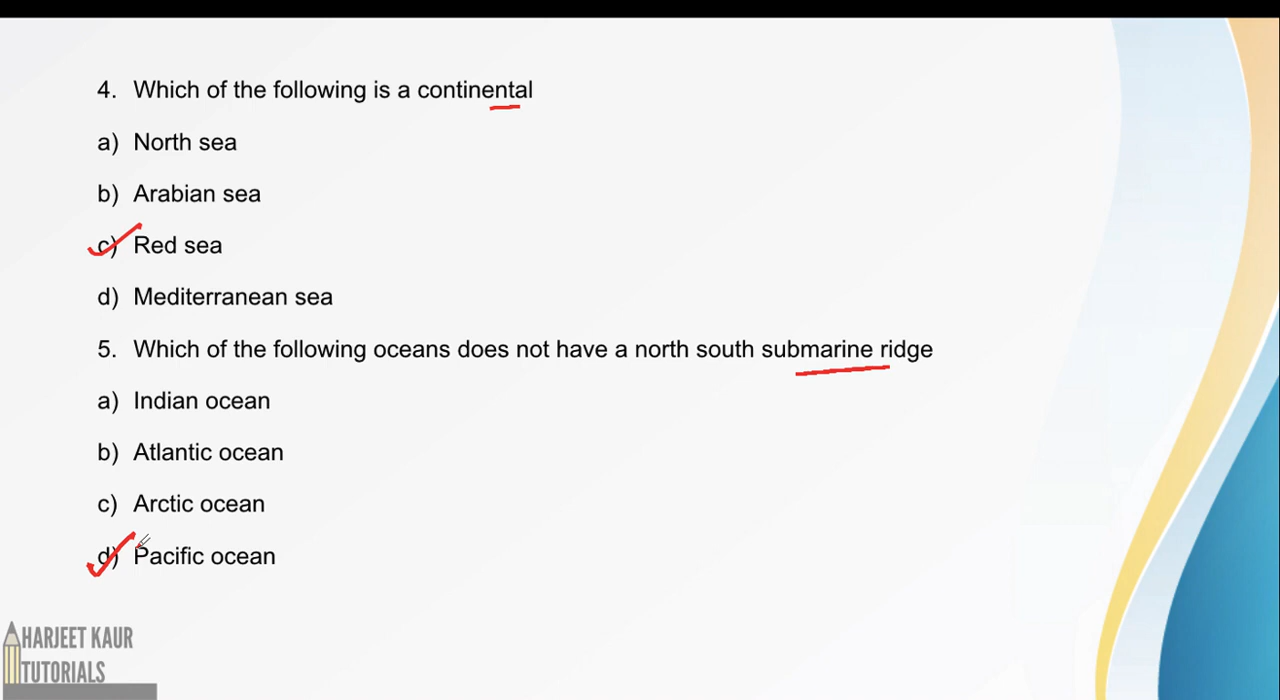 4. Which of the following is a continental
a) North sea
b) Arabian sea
c) Red sea
d) Mediterranean sea
5. Which of the following oceans does not have a north south submarine ridge
a) Indian ocean
b) Atlantic ocean
c) Arctic ocean
d) Pacific ocean
HARJEET KAUR
TUTORIALS